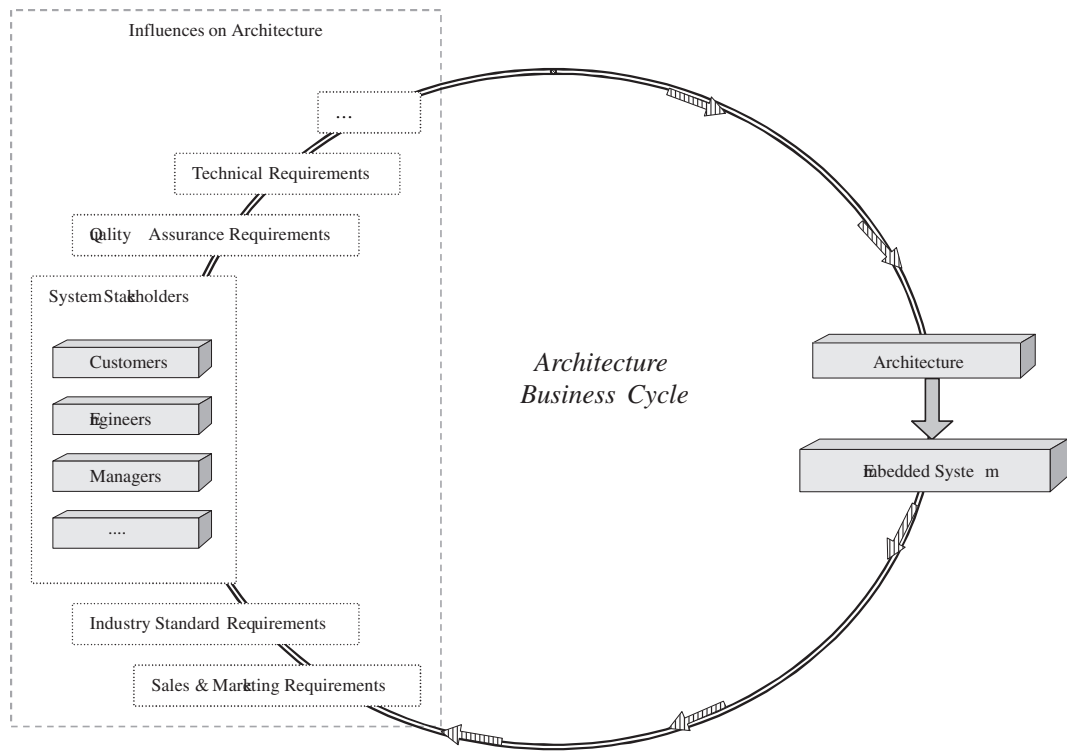 Influences on Architecture
...
Technical Requirements
Quality Assurance Requirements
System Stakeholders
Customers
Engineers
Managers
....
Industry Standard Requirements
Sales & Marketing Requirements
Architecture
Business Cycle
Architecture
Embedded System